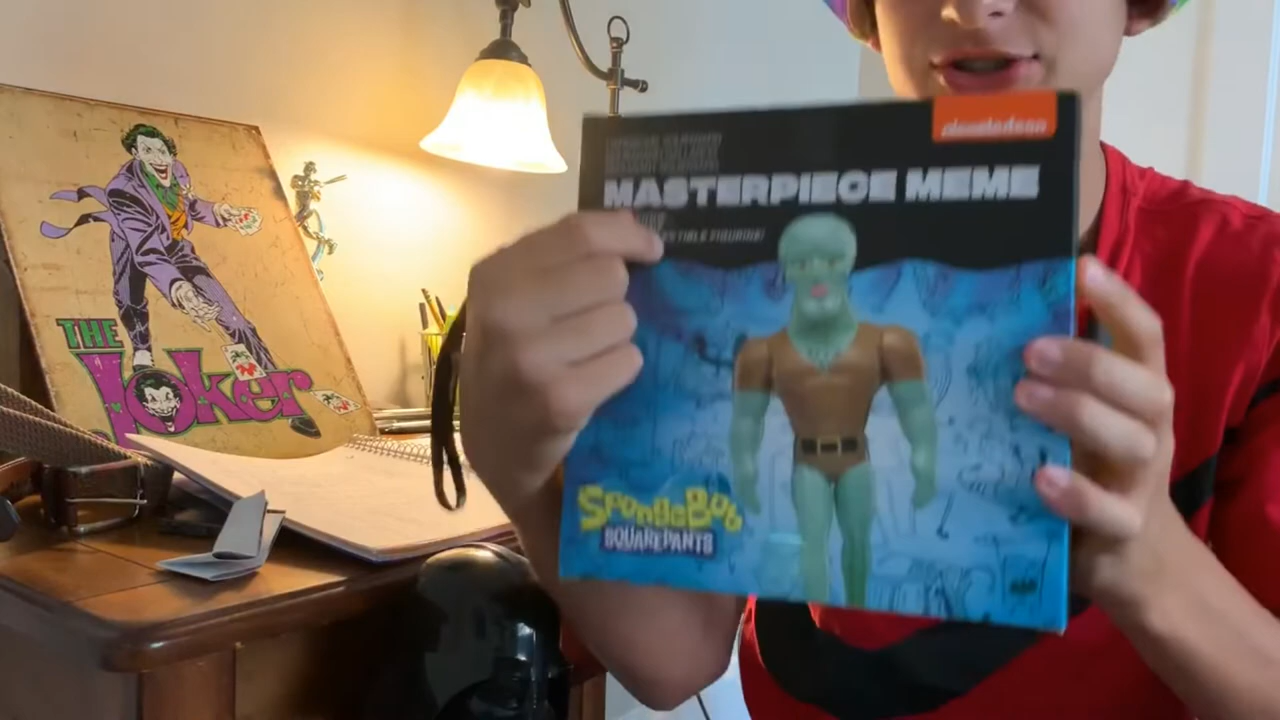 THE
Joker
nickelodeon
MASTERPIECE MEME
SpongeBob
SQUAREPANTS